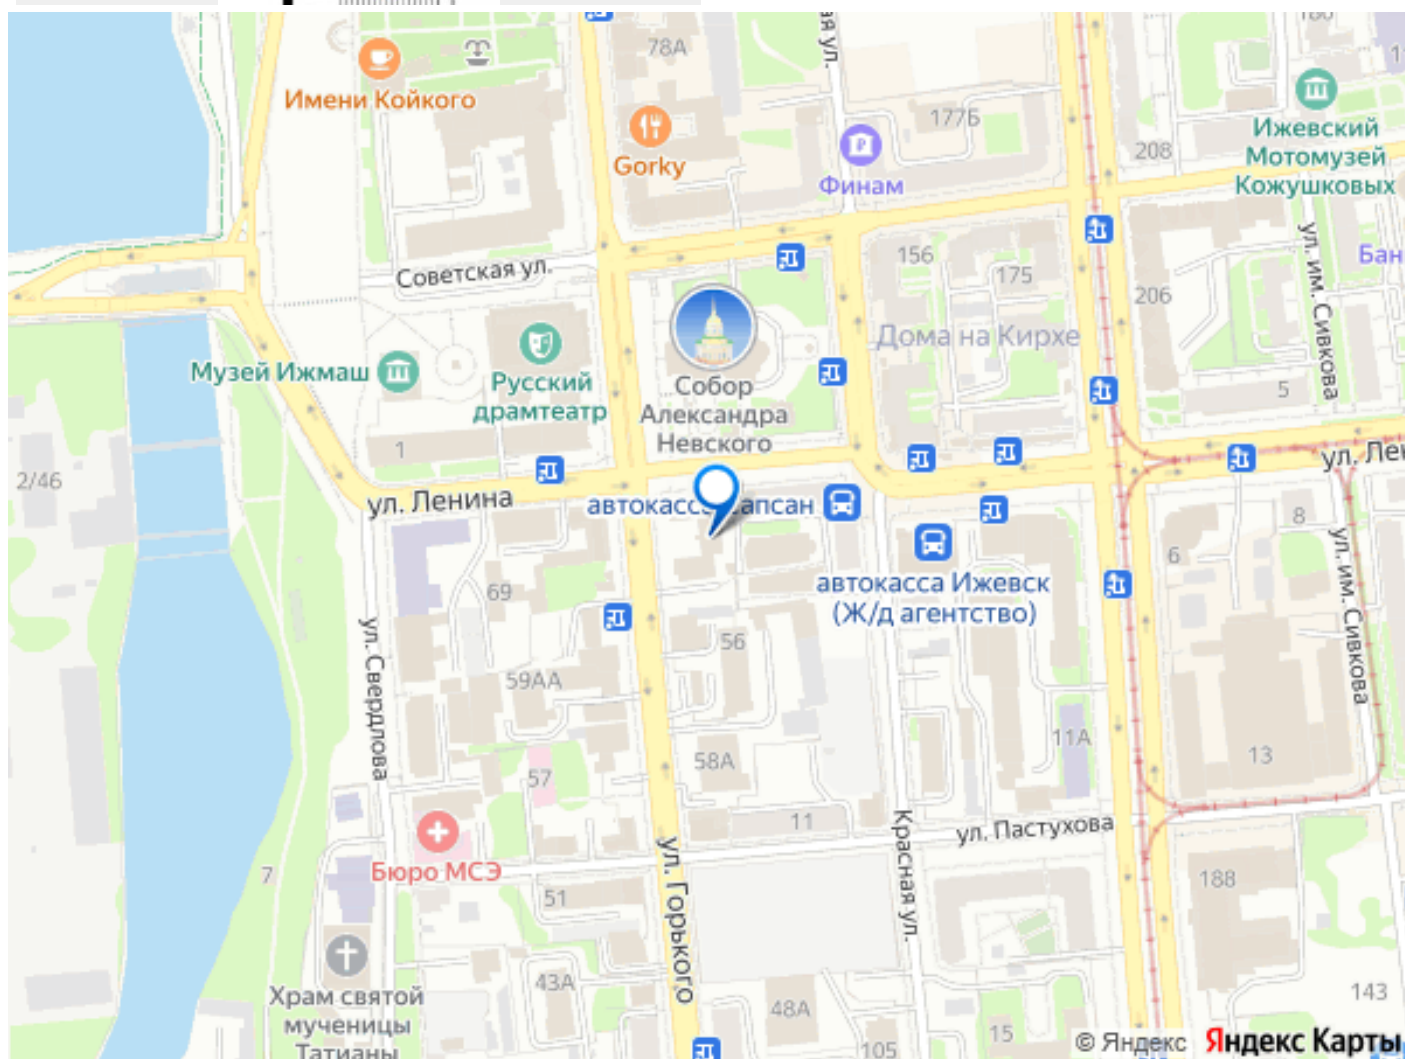 78А
180
Имени Койкого
Gorky
177Б
Финам
208
Ижевский
Мотомузей
Кожушковых
ул. им. Сивкова
Советская ул.
156
175
206
Дома на Кирхе
Музей Ижмаш
Русский
драмтеатр
Собор
Александра
Невского
5
1
2/46
ул. Ленина
автокасса
8
6
автокасса Ижевск
(Ж/д агентство)
ул. им. Сивкова
69
56
59АА
ул. Свердлова
58А
57
11А
13
11
ул. Пастухова
Красная ул.
ул. Горького
Бюро МСЭ
7
51
188
Храм святой
мученицы
Татианы
43А
48А
143
15
105
© Яндекс Яндекс Карты